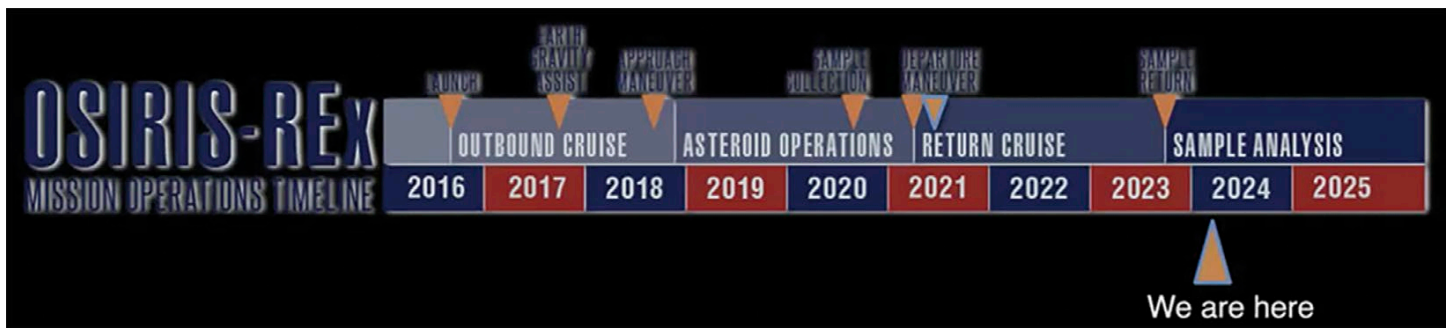 OSIRIS-REx
MISSION OPERATIONS TIMELINE
LAUNCH
EARTH
GRAVITY
ASSIST
APPROACH
MANEUVER
SAMPLE
COLLECTION
DEPARTURE
MANEUVER
SAMPLE
RETURN
OUTBOUND CRUISE
ASTEROID OPERATIONS
RETURN CRUISE
SAMPLE ANALYSIS
2016 2017 2018 2019 2020 2021 2022 2023 2024 2025
We are here